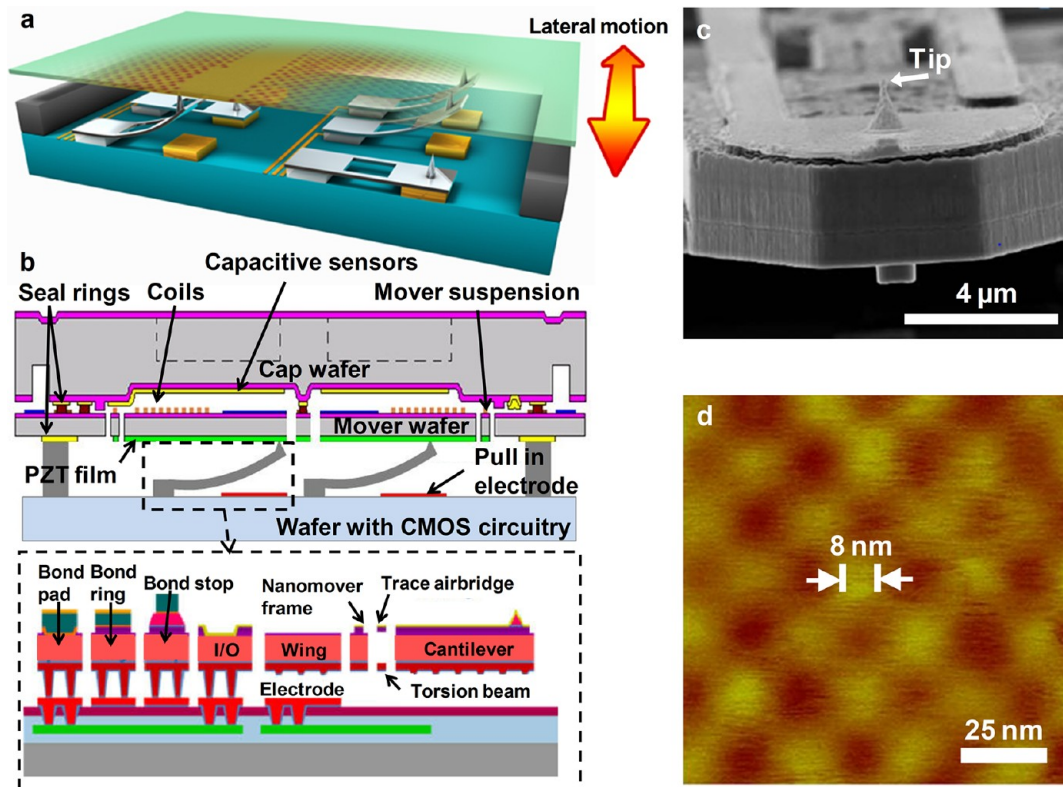 a
Lateral motion
b
Capacitive sensors
Seal rings
Coils
Mover suspension
Cap wafer
Mover wafer
PZT film
Pull in
electrode
Wafer with CMOS circuitry
Bond
pad
Bond
ring
Bond stop
Nanomover
frame
Trace airbridge
I/O
Wing
Cantilever
Electrode
Torsion beam
c
Tip
4 µm
d
8 nm
25 nm